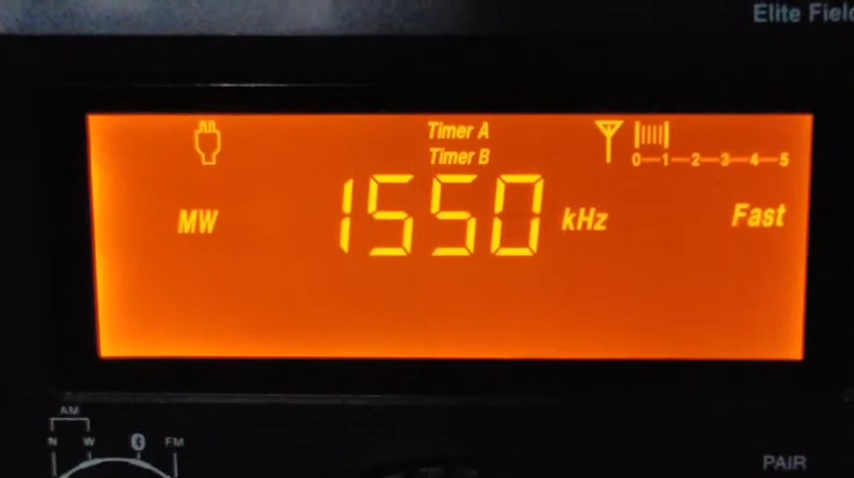 Elite Field
Timer A
Timer B
0 1 2 3 4 5
MW 1550 kHz Fast
AM
N W FM
PAIR